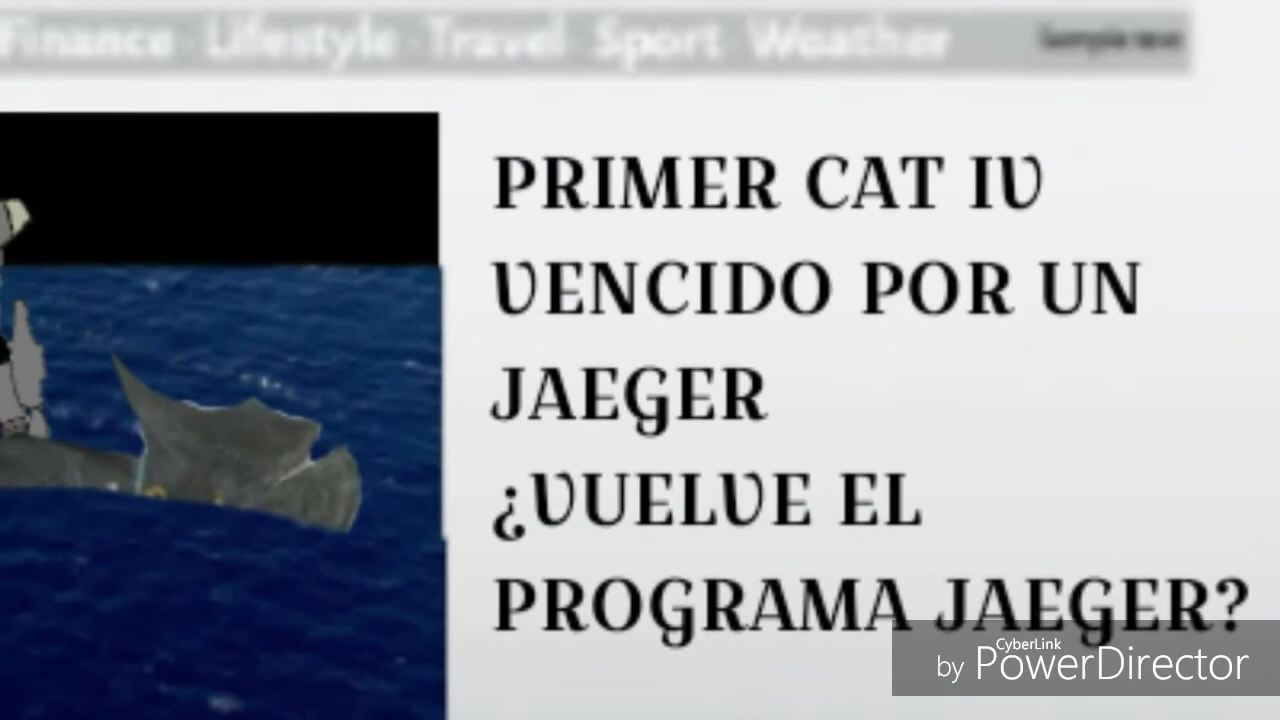 Finance Lifestyle Travel Sport Weather
PRIMER CAT IV
VENCIDO POR UN
JAEGER
¿VUELVE EL
PROGRAMA JAEGER?
CyberLink
by PowerDirector